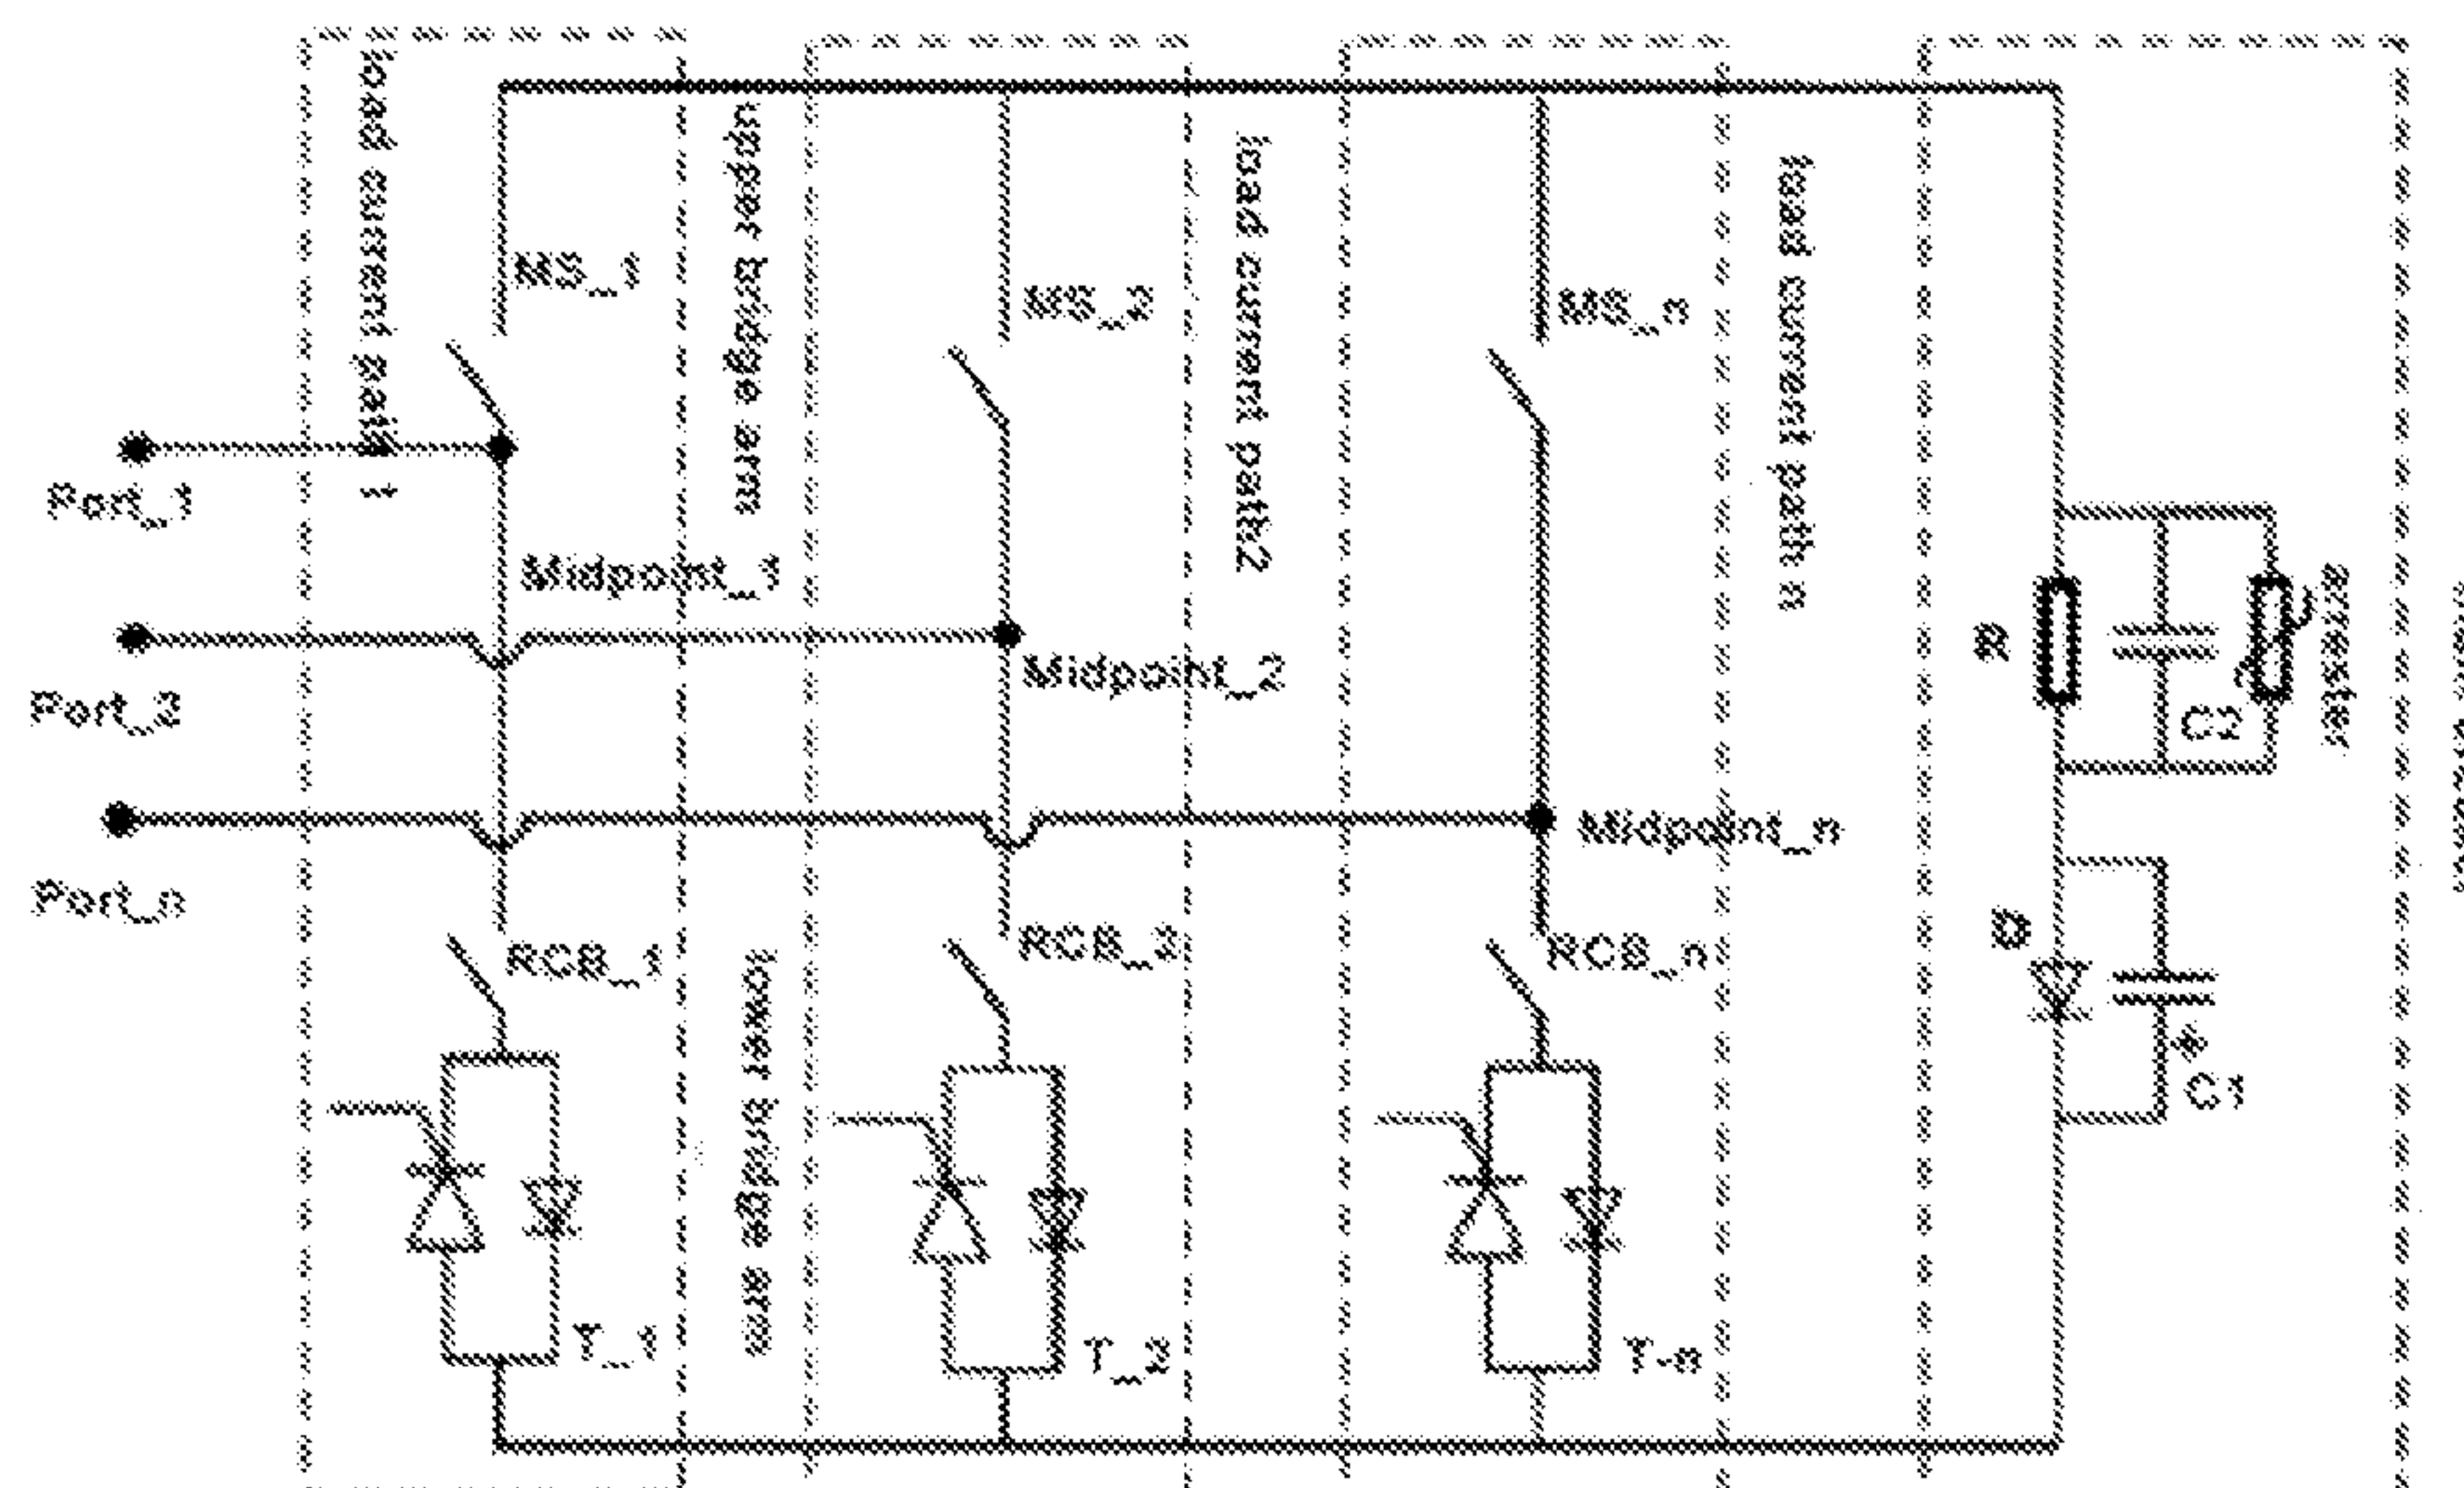 load current path 1
upper bridge arm
load current path2
load current path n
MS_1
MS_2
MS_n
Port_1
Midpoint_1
Port_2
Midpoint_2
Port_n
Midpoint_n
R
C2
arrester
RCB_1
RCB_2
RCB_n
D
+
C1
lower bridge arm
T_1
T_2
T-n